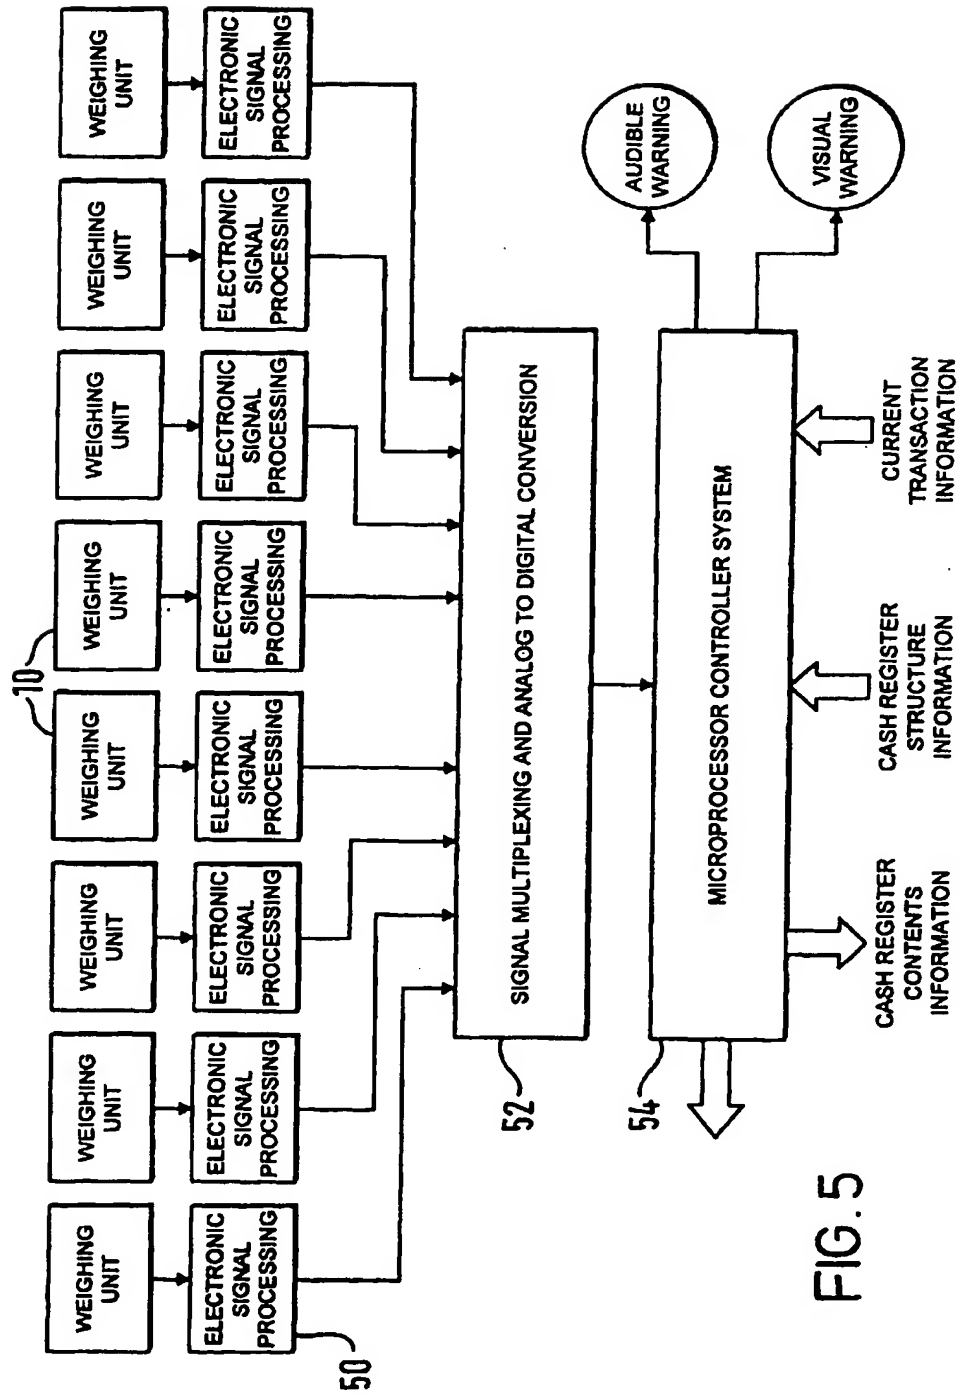 10
WEIGHING
UNIT
WEIGHING
UNIT
WEIGHING
UNIT
WEIGHING
UNIT
WEIGHING
UNIT
WEIGHING
UNIT
WEIGHING
UNIT
WEIGHING
UNIT
ELECTRONIC
SIGNAL
PROCESSING
ELECTRONIC
SIGNAL
PROCESSING
ELECTRONIC
SIGNAL
PROCESSING
ELECTRONIC
SIGNAL
PROCESSING
ELECTRONIC
SIGNAL
PROCESSING
ELECTRONIC
SIGNAL
PROCESSING
ELECTRONIC
SIGNAL
PROCESSING
ELECTRONIC
SIGNAL
PROCESSING
50
52
SIGNAL MULTIPLEXING AND ANALOG TO DIGITAL CONVERSION
54
MICROPROCESSOR CONTROLLER SYSTEM
AUDIBLE
WARNING
VISUAL
WARNING
CASH REGISTER
CONTENTS
INFORMATION
CASH REGISTER
STRUCTURE
INFORMATION
CURRENT
TRANSACTION
INFORMATION
FIG. 5